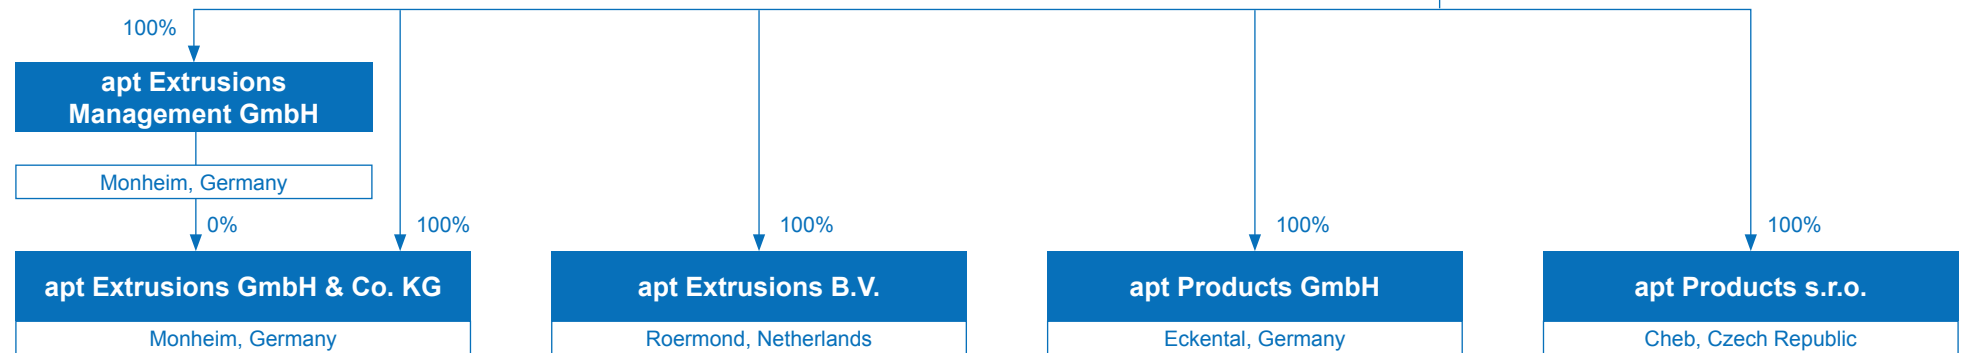 100%
apt Extrusions
Management GmbH
Monheim, Germany
0%
100%
100%
100%
100%
apt Extrusions GmbH & Co. KG
apt Extrusions B.V.
apt Products GmbH
apt Products s.r.o.
Monheim, Germany
Roermond, Netherlands
Eckental, Germany
Cheb, Czech Republic